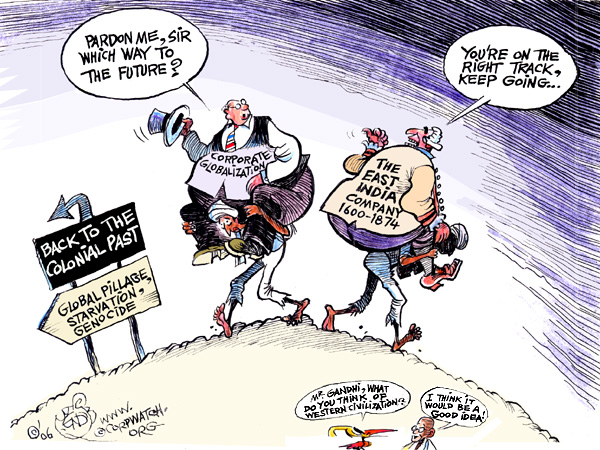 PARDON ME, SIR
WHICH WAY TO
THE FUTURE?
YOU'RE ON THE
RIGHT TRACK,
KEEP GOING...
CORPORATE
GLOBALIZATION
THE
EAST
INDIA
COMPANY
1600-1874
BACK TO THE
COLONIAL PAST
GLOBAL PILLAGE,
STARVATION,
GENOCIDE
MR. GANDHI, WHAT
DO YOU THINK OF
WESTERN CIVILIZATION?
I THINK IT
WOULD BE A
GOOD IDEA!
©'06
WWW.
CORPWATCH.
ORG